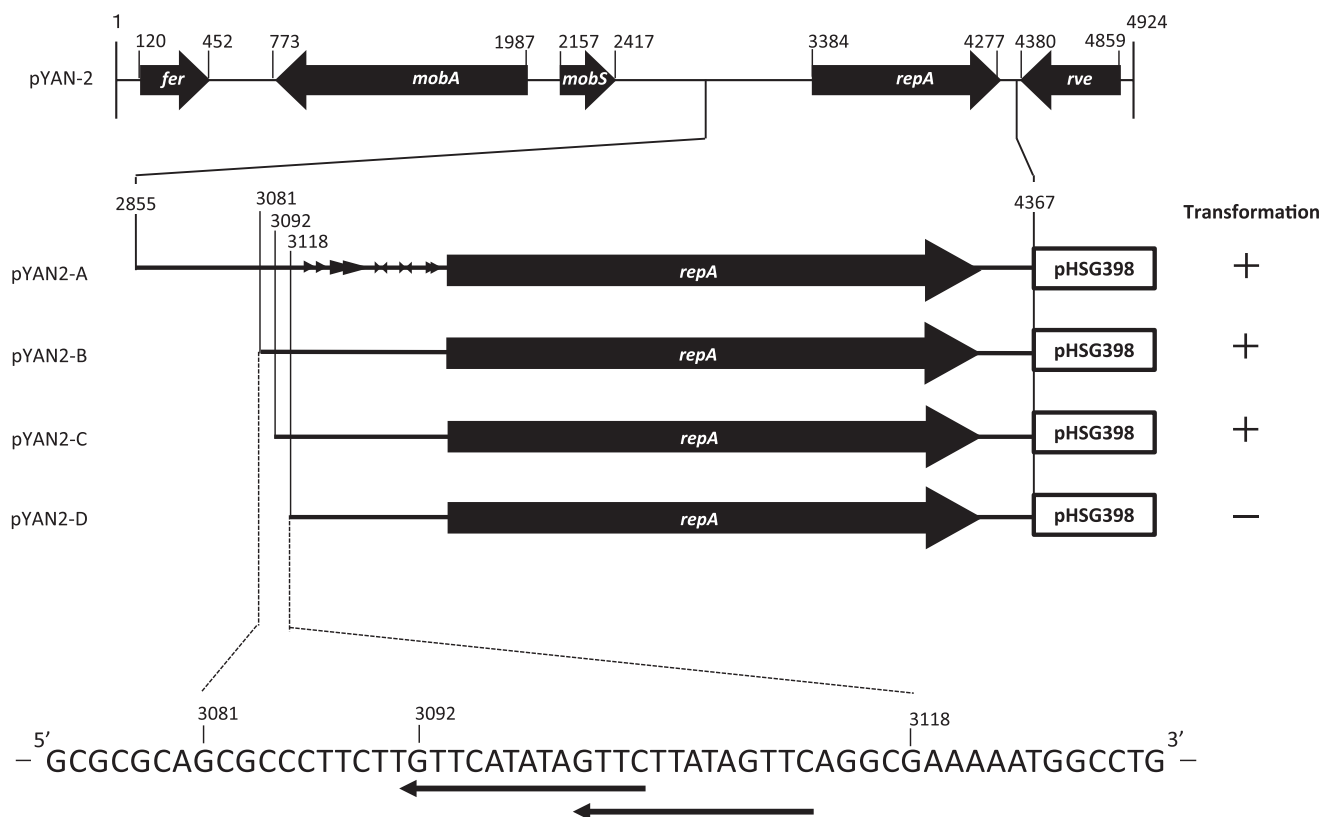 1
120 452 773 1987 2157 2417 3384 4277 4380 4859 4924
pYAN-2 fer mobA mobS repA rve
2855 3081 3092 3118 4367
Transformation
pYAN2-A repA pHSG398 +
pYAN2-B repA pHSG398 +
pYAN2-C repA pHSG398 +
pYAN2-D repA pHSG398 −
3081 3092 3118
– 5’ GCGCGCAGCGCCCTTCTTGTTCATATAGTTCTTATAGTTCAGGCGAAAAATGGCCTG 3’ –